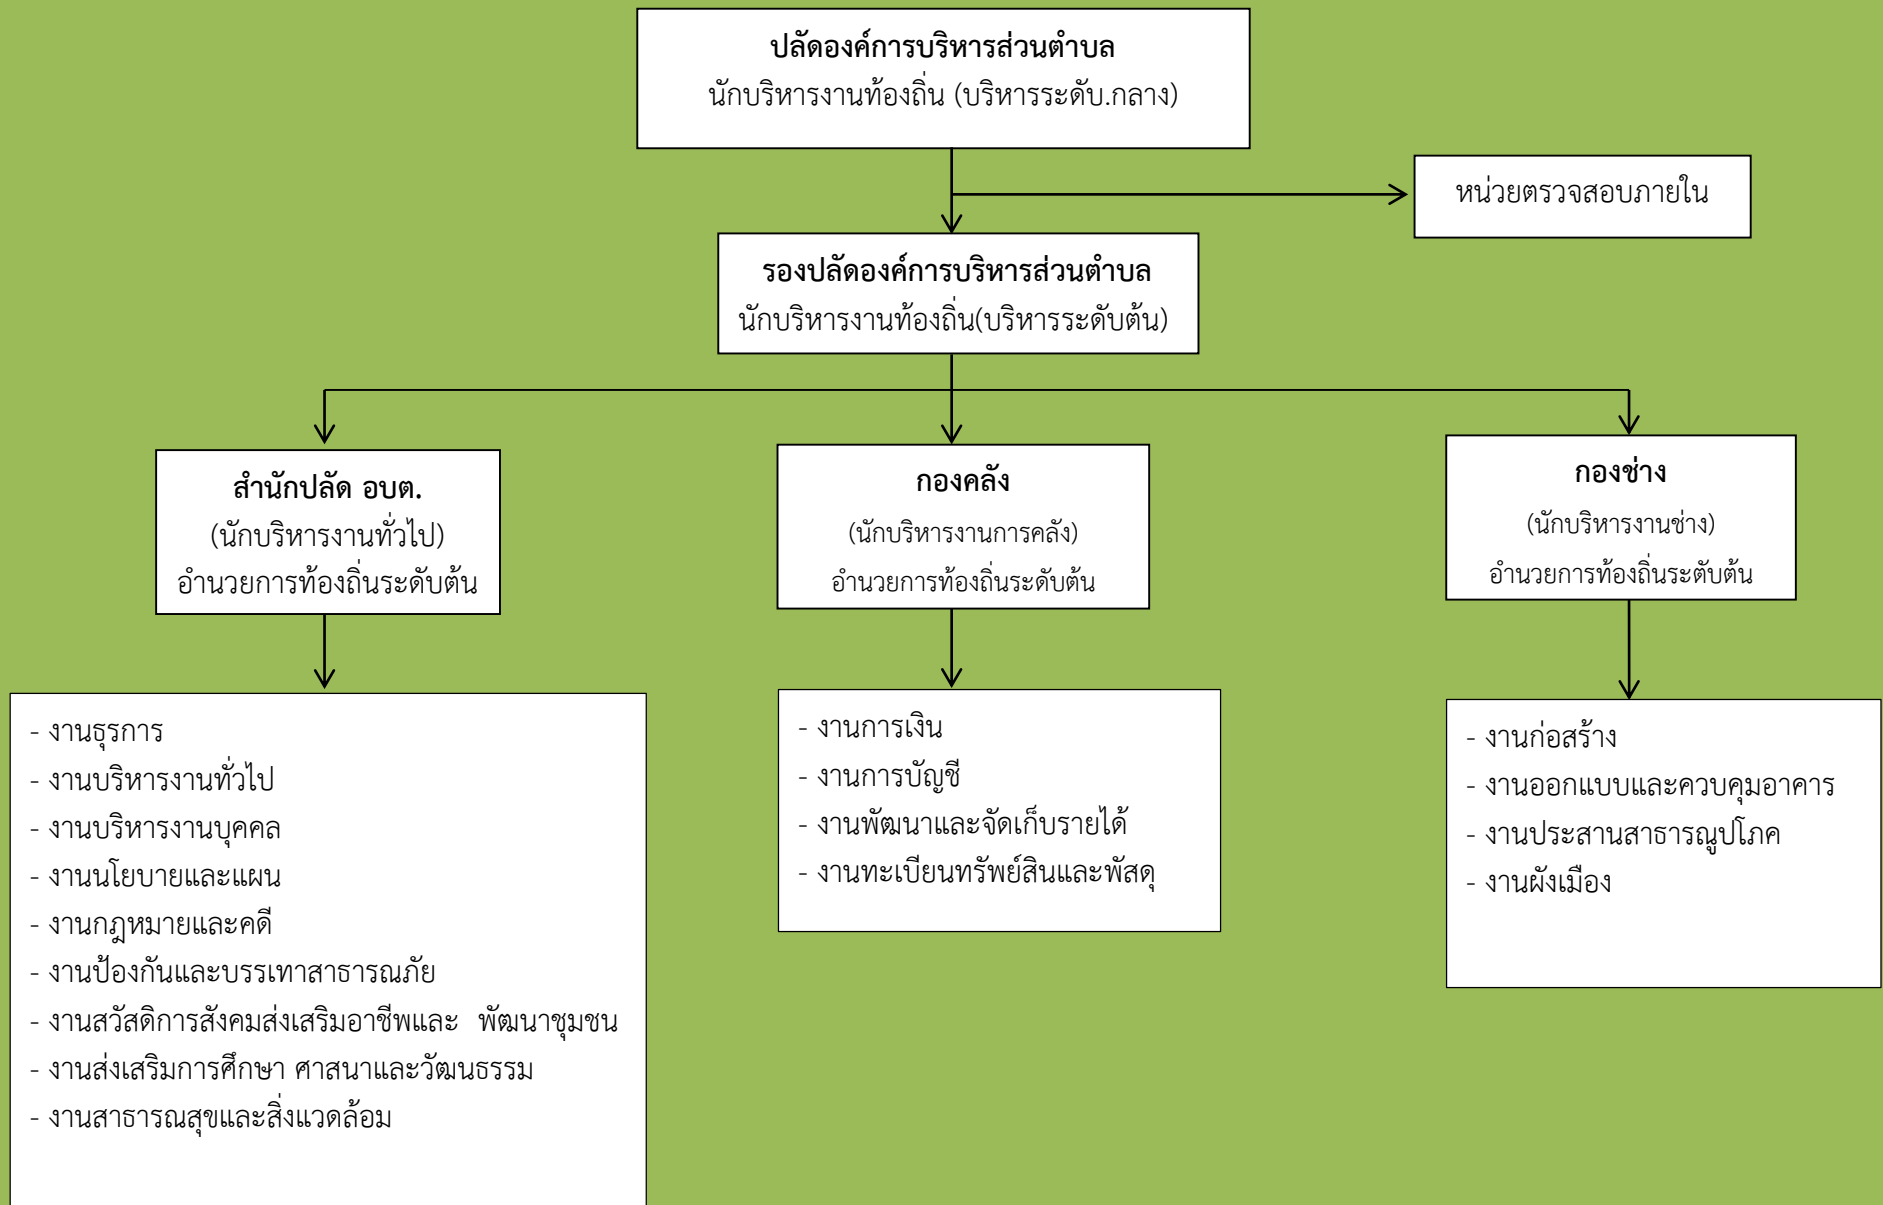 ปลัดองค์การบริหารส่วนตำบล
นักบริหารงานท้องถิ่น (บริหารระดับ.กลาง)
หน่วยตรวจสอบภายใน
รองปลัดองค์การบริหารส่วนตำบล
นักบริหารงานท้องถิ่น(บริหารระดับต้น)
สำนักปลัด อบต.
(นักบริหารงานทั่วไป)
อำนวยการท้องถิ่นระดับต้น
กองคลัง
(นักบริหารงานการคลัง)
อำนวยการท้องถิ่นระดับต้น
กองช่าง
(นักบริหารงานช่าง)
อำนวยการท้องถิ่นระตับต้น
- งานธุรการ
- งานบริหารงานทั่วไป
- งานบริหารงานบุคคล
- งานนโยบายและแผน
- งานกฎหมายและคดี
- งานป้องกันและบรรเทาสาธารณภัย
- งานสวัสดิการสังคมส่งเสริมอาชีพและ พัฒนาชุมชน
- งานส่งเสริมการศึกษา ศาสนาและวัฒนธรรม
- งานสาธารณสุขและสิ่งแวดล้อม
- งานการเงิน
- งานการบัญชี
- งานพัฒนาและจัดเก็บรายได้
- งานทะเบียนทรัพย์สินและพัสดุ
- งานก่อสร้าง
- งานออกแบบและควบคุมอาคาร
- งานประสานสาธารณูปโภค
- งานผังเมือง